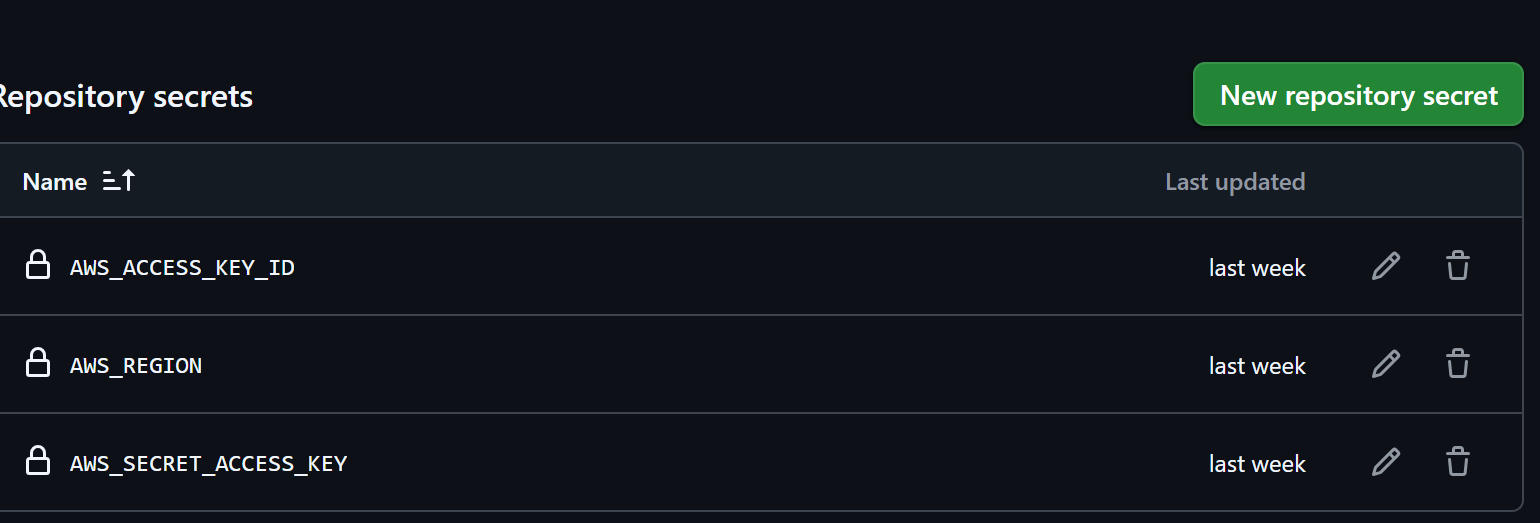 Repository secrets
New repository secret
Name
Last updated
AWS_ACCESS_KEY_ID
last week
AWS_REGION
last week
AWS_SECRET_ACCESS_KEY
last week